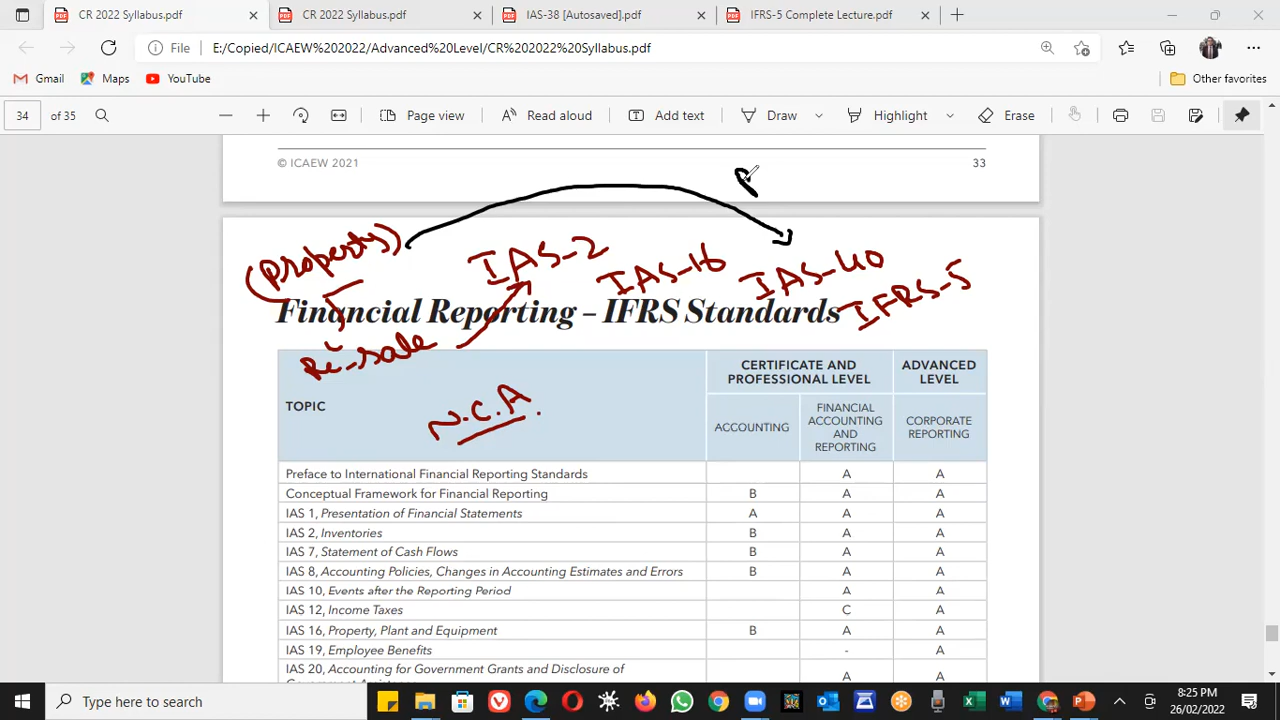 CR 2022 Syllabus.pdf
CR 2022 Syllabus.pdf
IAS-38 [Autosaved].pdf
IFRS-5 Complete Lecture.pdf
File
E:/Copied/ICAEW%202022/Advanced%20Level/CR%202022%20Syllabus.pdf
Gmail
Maps
YouTube
Other favorites
34 of 35
Page view
Read aloud
Add text
Draw
Highlight
Erase
© ICAEW 2021
33
(property)
IAS-2
IAS-16
IAS-40
IFRS-5
Financial Reporting – IFRS Standards
Re-sale
N.C.A.
TOPIC
CERTIFICATE AND
PROFESSIONAL LEVEL
ADVANCED
LEVEL
ACCOUNTING
FINANCIAL
ACCOUNTING
AND
REPORTING
CORPORATE
REPORTING
Preface to International Financial Reporting Standards A A
Conceptual Framework for Financial Reporting B A A
IAS 1, Presentation of Financial Statements A A A
IAS 2, Inventories B A A
IAS 7, Statement of Cash Flows B A A
IAS 8, Accounting Policies, Changes in Accounting Estimates and Errors B A A
IAS 10, Events after the Reporting Period A A
IAS 12, Income Taxes C A
IAS 16, Property, Plant and Equipment B A A
IAS 19, Employee Benefits - A
IAS 20, Accounting for Government Grants and Disclosure of A A
Type here to search
8:25 PM
26/02/2022